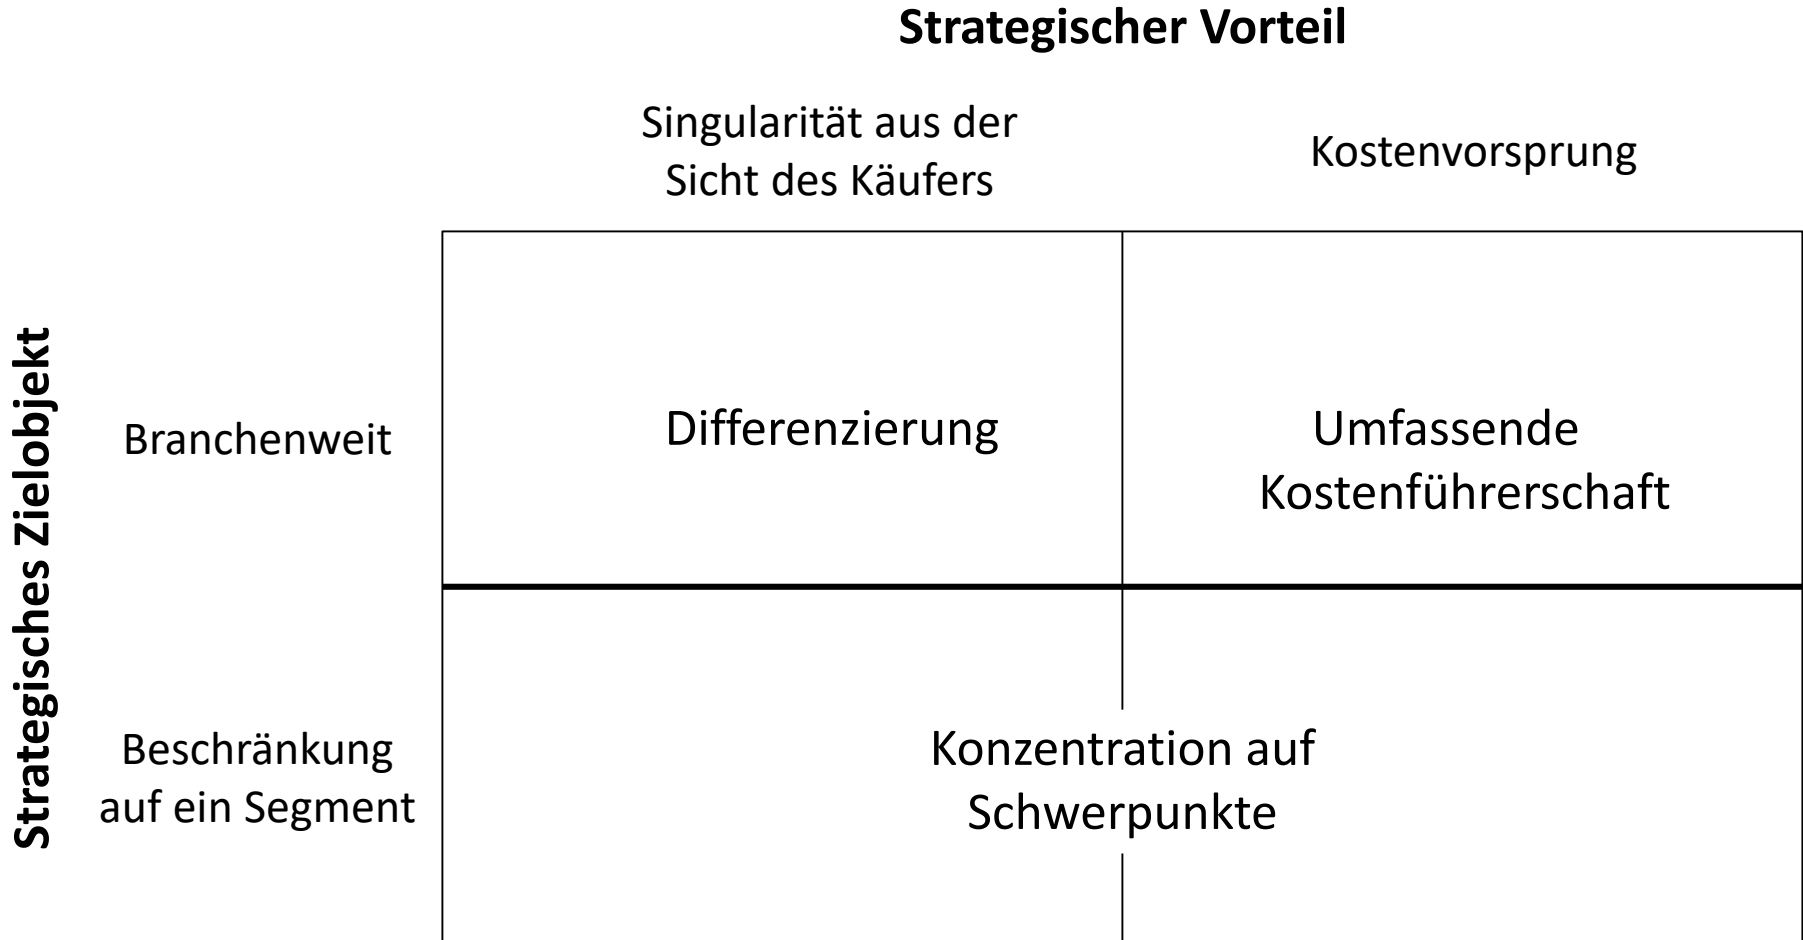 Strategischer Vorteil
Singularität aus der
Sicht des Käufers
Kostenvorsprung
Strategisches Zielobjekt
Branchenweit
Differenzierung
Umfassende
Kostenführerschaft
Beschränkung
auf ein Segment
Konzentration auf
Schwerpunkte